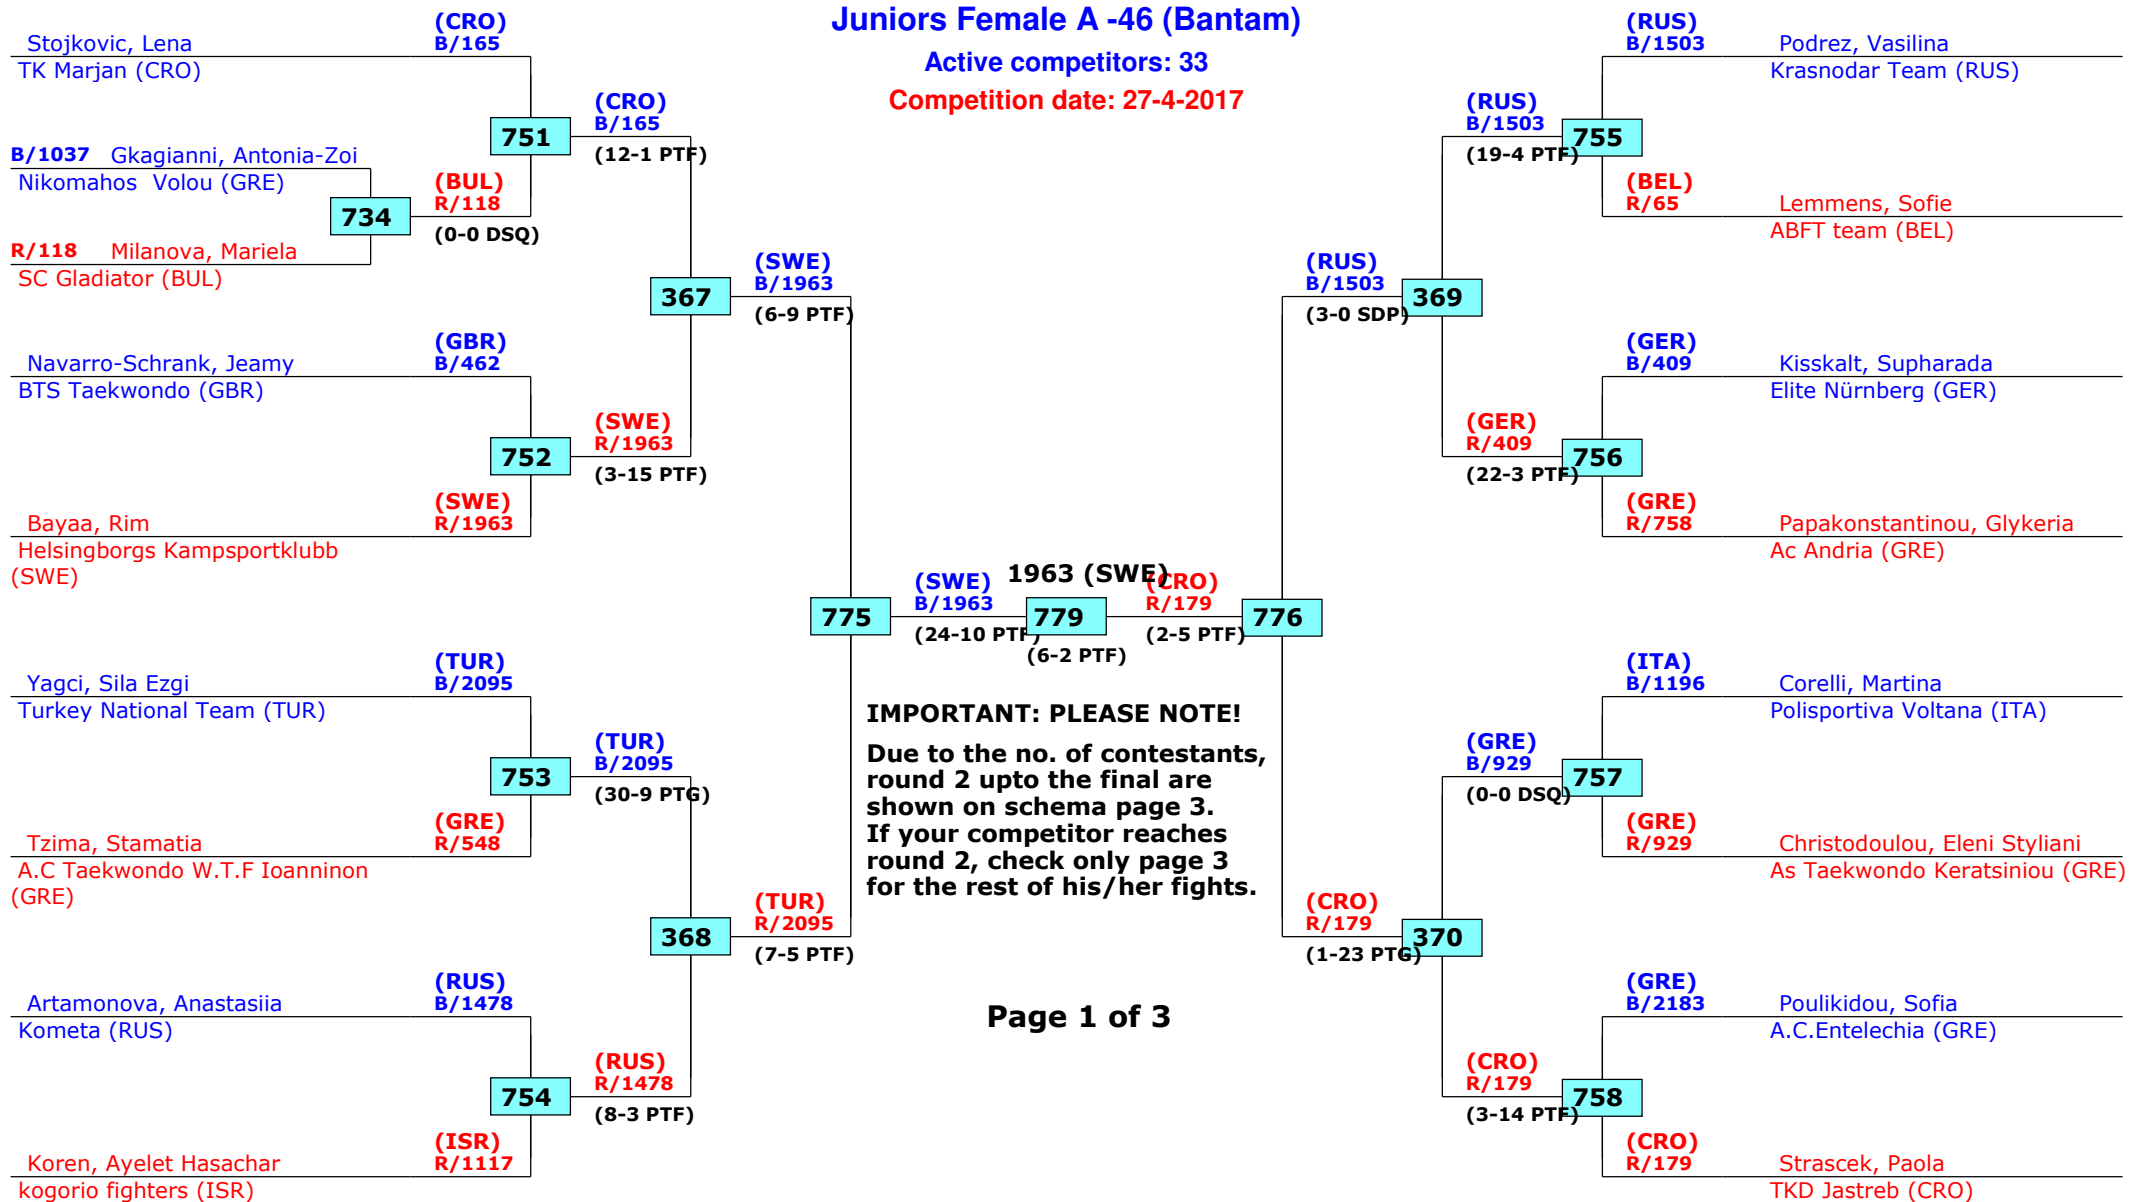 Juniors Female A -46 (Bantam)
Active competitors: 33
Competition date: 27-4-2017
(CRO)
B/165
Stojkovic, Lena
TK Marjan (CRO)
751
(CRO)
B/165
(12-1 PTF)
B/1037 Gkagianni, Antonia-Zoi
Nikomahos Volou (GRE)
734
(BUL)
R/118
(0-0 DSQ)
R/118 Milanova, Mariela
SC Gladiator (BUL)
367
(SWE)
B/1963
(6-9 PTF)
(GBR)
B/462
Navarro-Schrank, Jeamy
BTS Taekwondo (GBR)
752
(SWE)
R/1963
(3-15 PTF)
(SWE)
R/1963
Bayaa, Rim
Helsingborgs Kampsportklubb
(SWE)
775
(SWE)
B/1963
(24-10 PTF)
1963 (SWE)
779
(6-2 PTF)
(CRO)
R/179
(2-5 PTF)
776
(TUR)
B/2095
Yagci, Sila Ezgi
Turkey National Team (TUR)
753
(TUR)
B/2095
(30-9 PTG)
(GRE)
R/548
Tzima, Stamatia
A.C Taekwondo W.T.F Ioanninon
(GRE)
368
(TUR)
R/2095
(7-5 PTF)
(RUS)
B/1478
Artamonova, Anastasiia
Kometa (RUS)
754
(RUS)
R/1478
(8-3 PTF)
(ISR)
R/1117
Koren, Ayelet Hasachar
kogorio fighters (ISR)
IMPORTANT: PLEASE NOTE!
Due to the no. of contestants,
round 2 upto the final are
shown on schema page 3.
If your competitor reaches
round 2, check only page 3
for the rest of his/her fights.
Page 1 of 3
(RUS)
B/1503
Podrez, Vasilina
Krasnodar Team (RUS)
(RUS)
B/1503
(19-4 PTF)
755
(BEL)
R/65
Lemmens, Sofie
ABFT team (BEL)
(RUS)
B/1503
(3-0 SDP)
369
(GER)
B/409
Kisskalt, Supharada
Elite Nürnberg (GER)
(GER)
R/409
(22-3 PTF)
756
(GRE)
R/758
Papakonstantinou, Glykeria
Ac Andria (GRE)
(ITA)
B/1196
Corelli, Martina
Polisportiva Voltana (ITA)
(GRE)
B/929
(0-0 DSQ)
757
(GRE)
R/929
Christodoulou, Eleni Styliani
As Taekwondo Keratsiniou (GRE)
(CRO)
R/179
(1-23 PTG)
370
(GRE)
B/2183
Poulikidou, Sofia
A.C.Entelechia (GRE)
(CRO)
R/179
(3-14 PTF)
758
(CRO)
R/179
Strascek, Paola
TKD Jastreb (CRO)